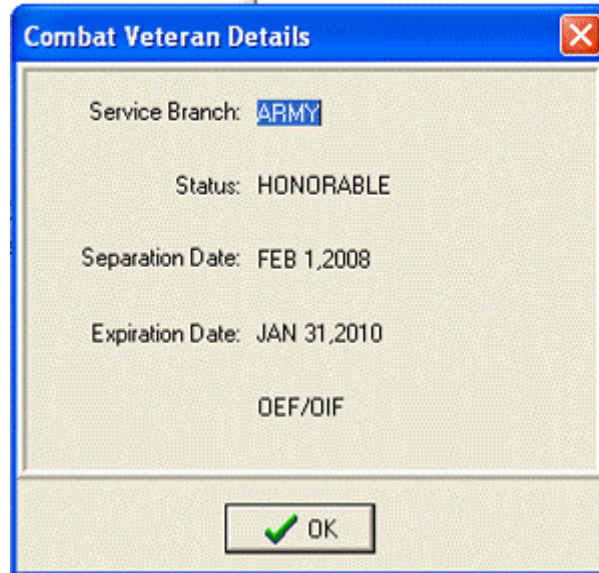 Combat Veteran Details
Service Branch: ARMY
Status: HONORABLE
Separation Date: FEB 1,2008
Expiration Date: JAN 31,2010
OEF/OIF
OK